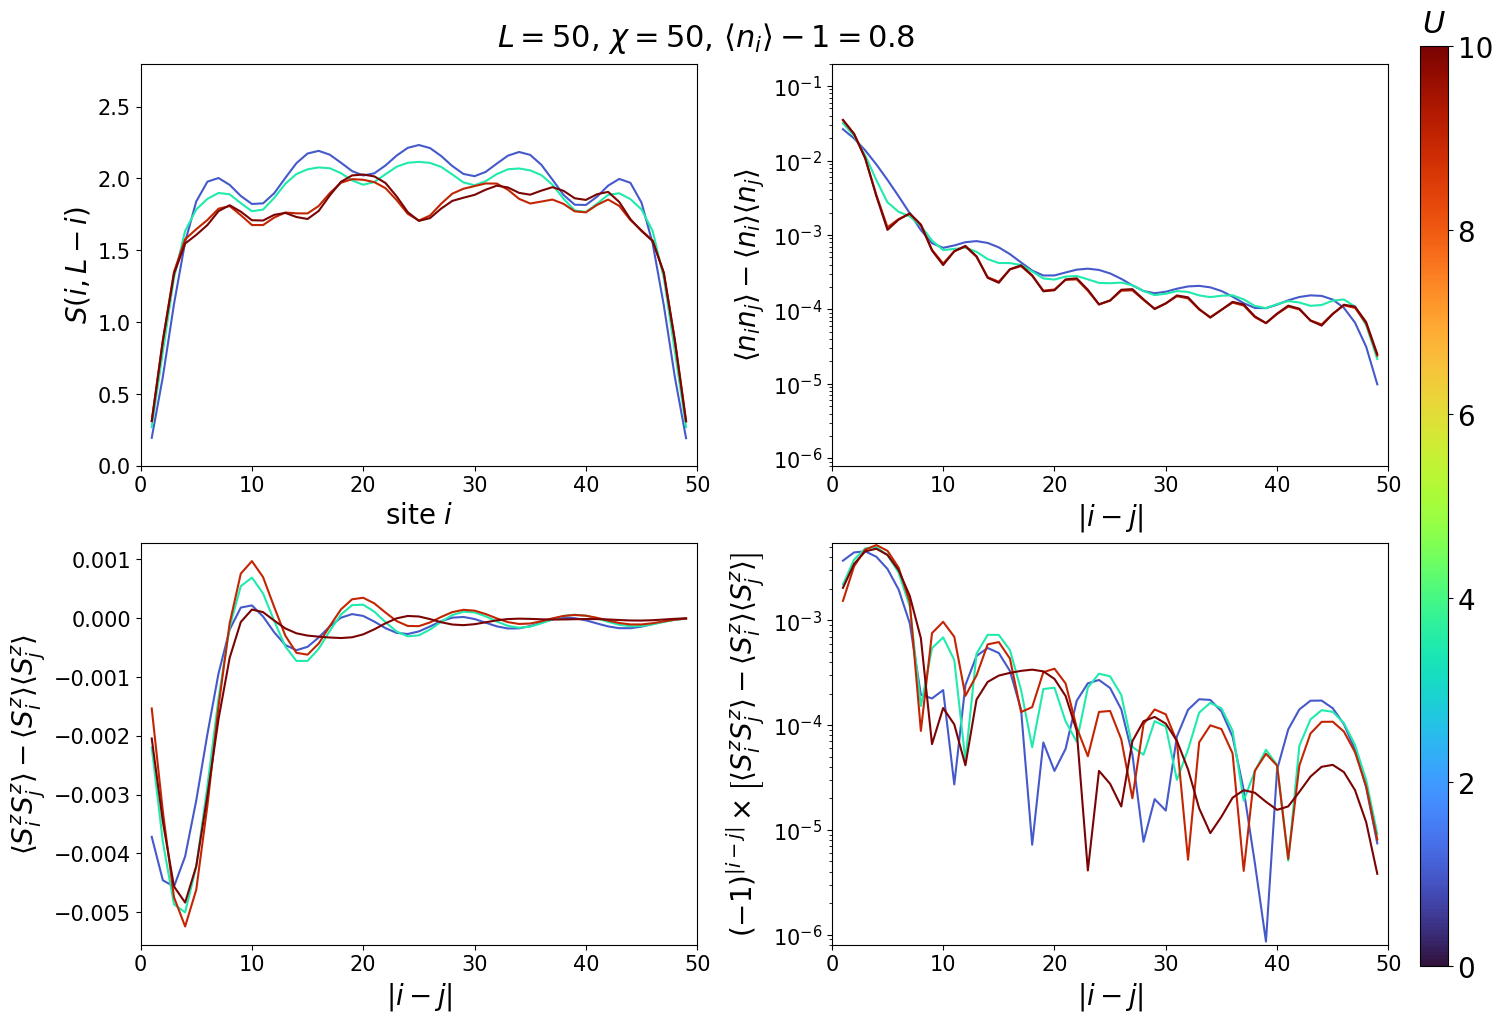 L = 50, χ = 50, ⟨n_i⟩ − 1 = 0.8
U
S(i, L − i)
2.5
2.0
1.5
1.0
0.5
0.0
0 10 20 30 40 50
site i
⟨n_i n_j⟩ − ⟨n_i⟩⟨n_j⟩
10^{-1}
10^{-2}
10^{-3}
10^{-4}
10^{-5}
10^{-6}
0 10 20 30 40 50
|i − j|
⟨S_i^z S_j^z⟩ − ⟨S_i^z⟩⟨S_j^z⟩
0.001
0.000
−0.001
−0.002
−0.003
−0.004
−0.005
0 10 20 30 40 50
|i − j|
(−1)^{|i−j|} × [⟨S_i^z S_j^z⟩ − ⟨S_i^z⟩⟨S_j^z⟩]
10^{-3}
10^{-4}
10^{-5}
10^{-6}
0 10 20 30 40 50
|i − j|
10
8
6
4
2
0